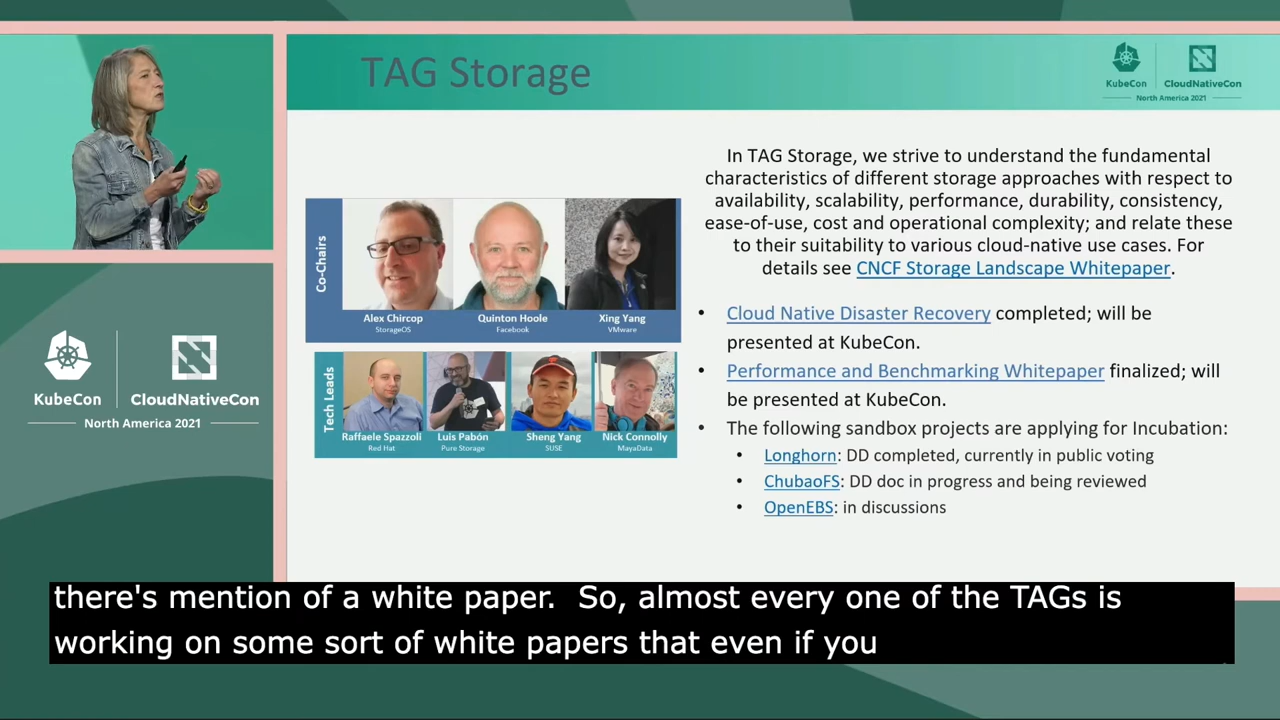 TAG Storage
KubeCon
CloudNativeCon
North America 2021
In TAG Storage, we strive to understand the fundamental
characteristics of different storage approaches with respect to
availability, scalability, performance, durability, consistency,
ease-of-use, cost and operational complexity; and relate these
to their suitability to various cloud-native use cases. For
details see CNCF Storage Landscape Whitepaper.
Co-Chairs
Alex Chircop
StorageOS
Quinton Hoole
Facebook
Xing Yang
VMware
Tech Leads
Raffaele Spazzoli
Red Hat
Luis Pabón
Pure Storage
Sheng Yang
SUSE
Nick Connolly
MayaData
• Cloud Native Disaster Recovery completed; will be
presented at KubeCon.
• Performance and Benchmarking Whitepaper finalized; will
be presented at KubeCon.
• The following sandbox projects are applying for Incubation:
• Longhorn: DD completed, currently in public voting
• ChubaoFS: DD doc in progress and being reviewed
• OpenEBS: in discussions
KubeCon
CloudNativeCon
North America 2021
there's mention of a white paper. So, almost every one of the TAGs is
working on some sort of white papers that even if you